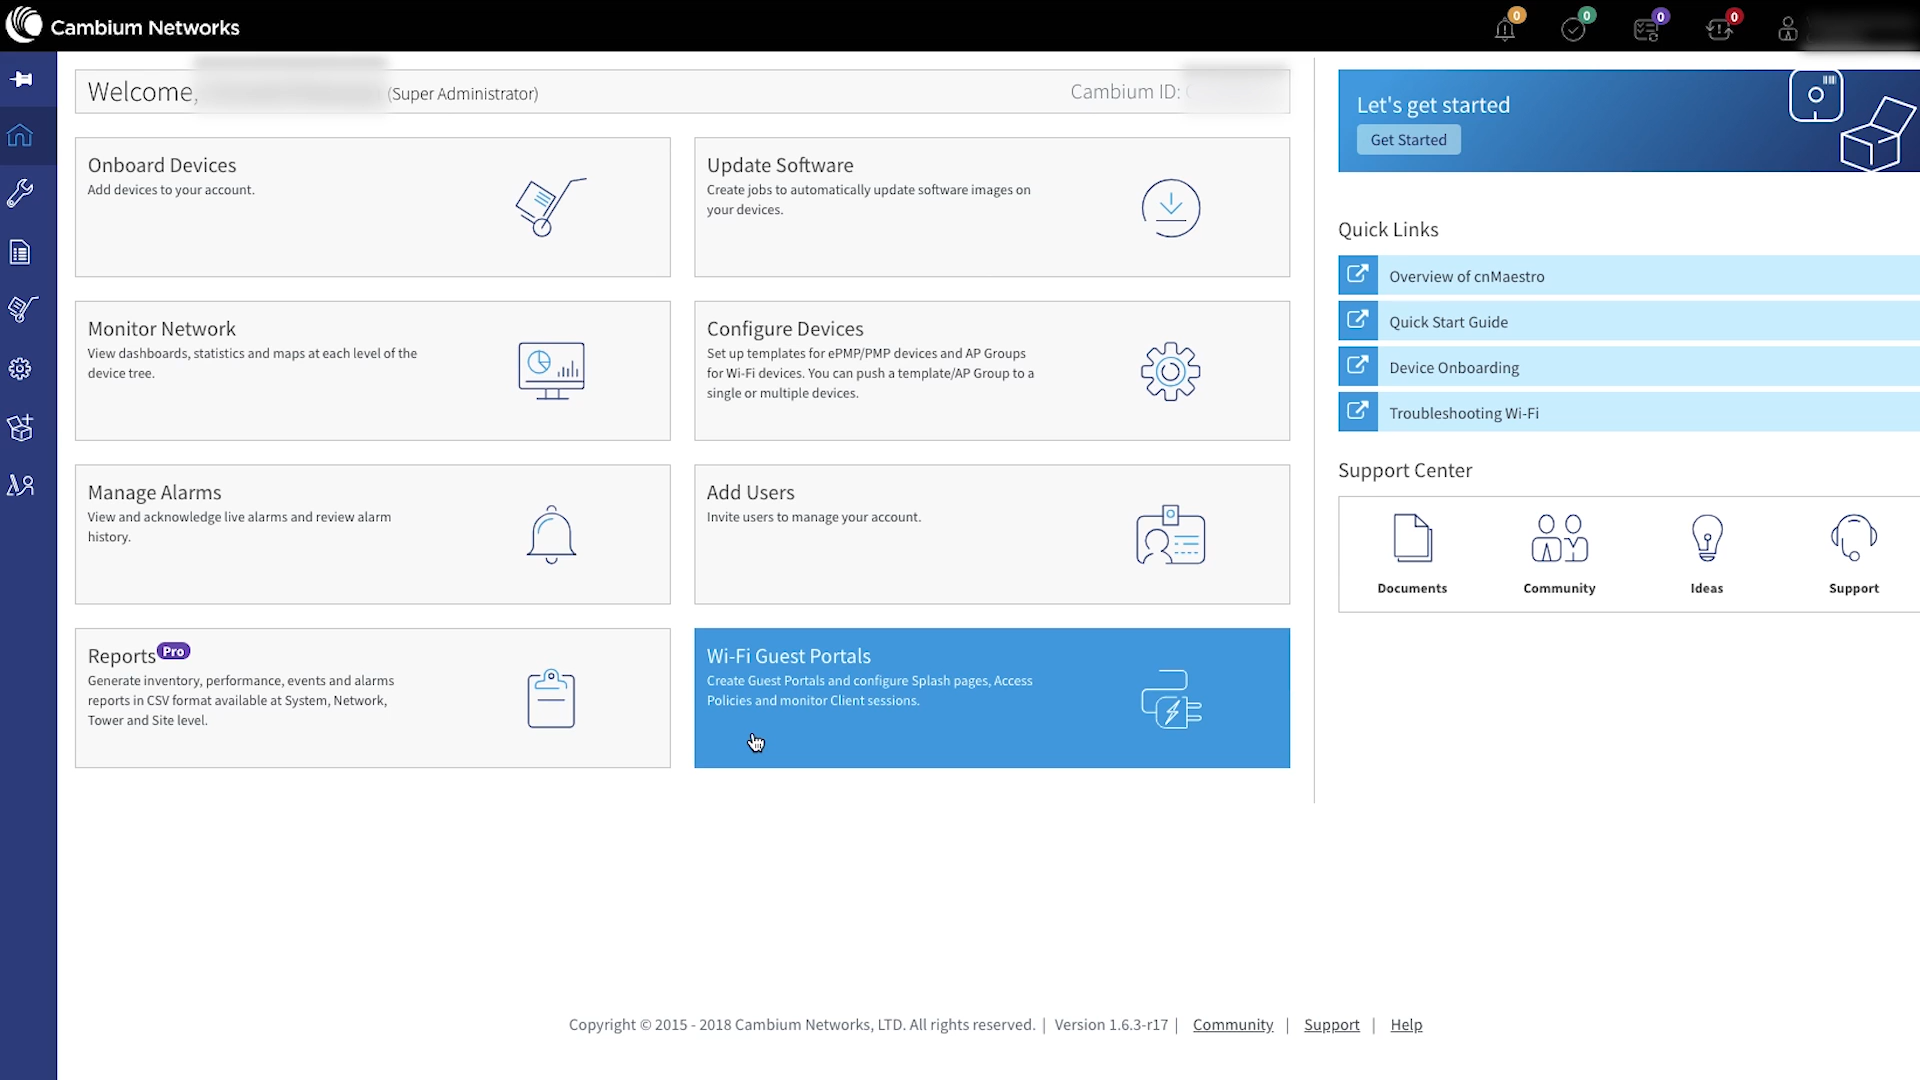 Cambium Networks
0
0
0
0
Welcome,
(Super Administrator)
Cambium ID:
Onboard Devices
Add devices to your account.
Update Software
Create jobs to automatically update software images on
your devices.
Monitor Network
View dashboards, statistics and maps at each level of the
device tree.
Configure Devices
Set up templates for ePMP/PMP devices and AP Groups
for Wi-Fi devices. You can push a template/AP Group to a
single or multiple devices.
Manage Alarms
View and acknowledge live alarms and review alarm
history.
Add Users
Invite users to manage your account.
Reports Pro
Generate inventory, performance, events and alarms
reports in CSV format available at System, Network,
Tower and Site level.
Wi-Fi Guest Portals
Create Guest Portals and configure Splash pages, Access
Policies and monitor Client sessions.
Let's get started
Get Started
Quick Links
Overview of cnMaestro
Quick Start Guide
Device Onboarding
Troubleshooting Wi-Fi
Support Center
Documents
Community
Ideas
Support
Copyright © 2015 - 2018 Cambium Networks, LTD. All rights reserved. | Version 1.6.3-r17 | Community | Support | Help